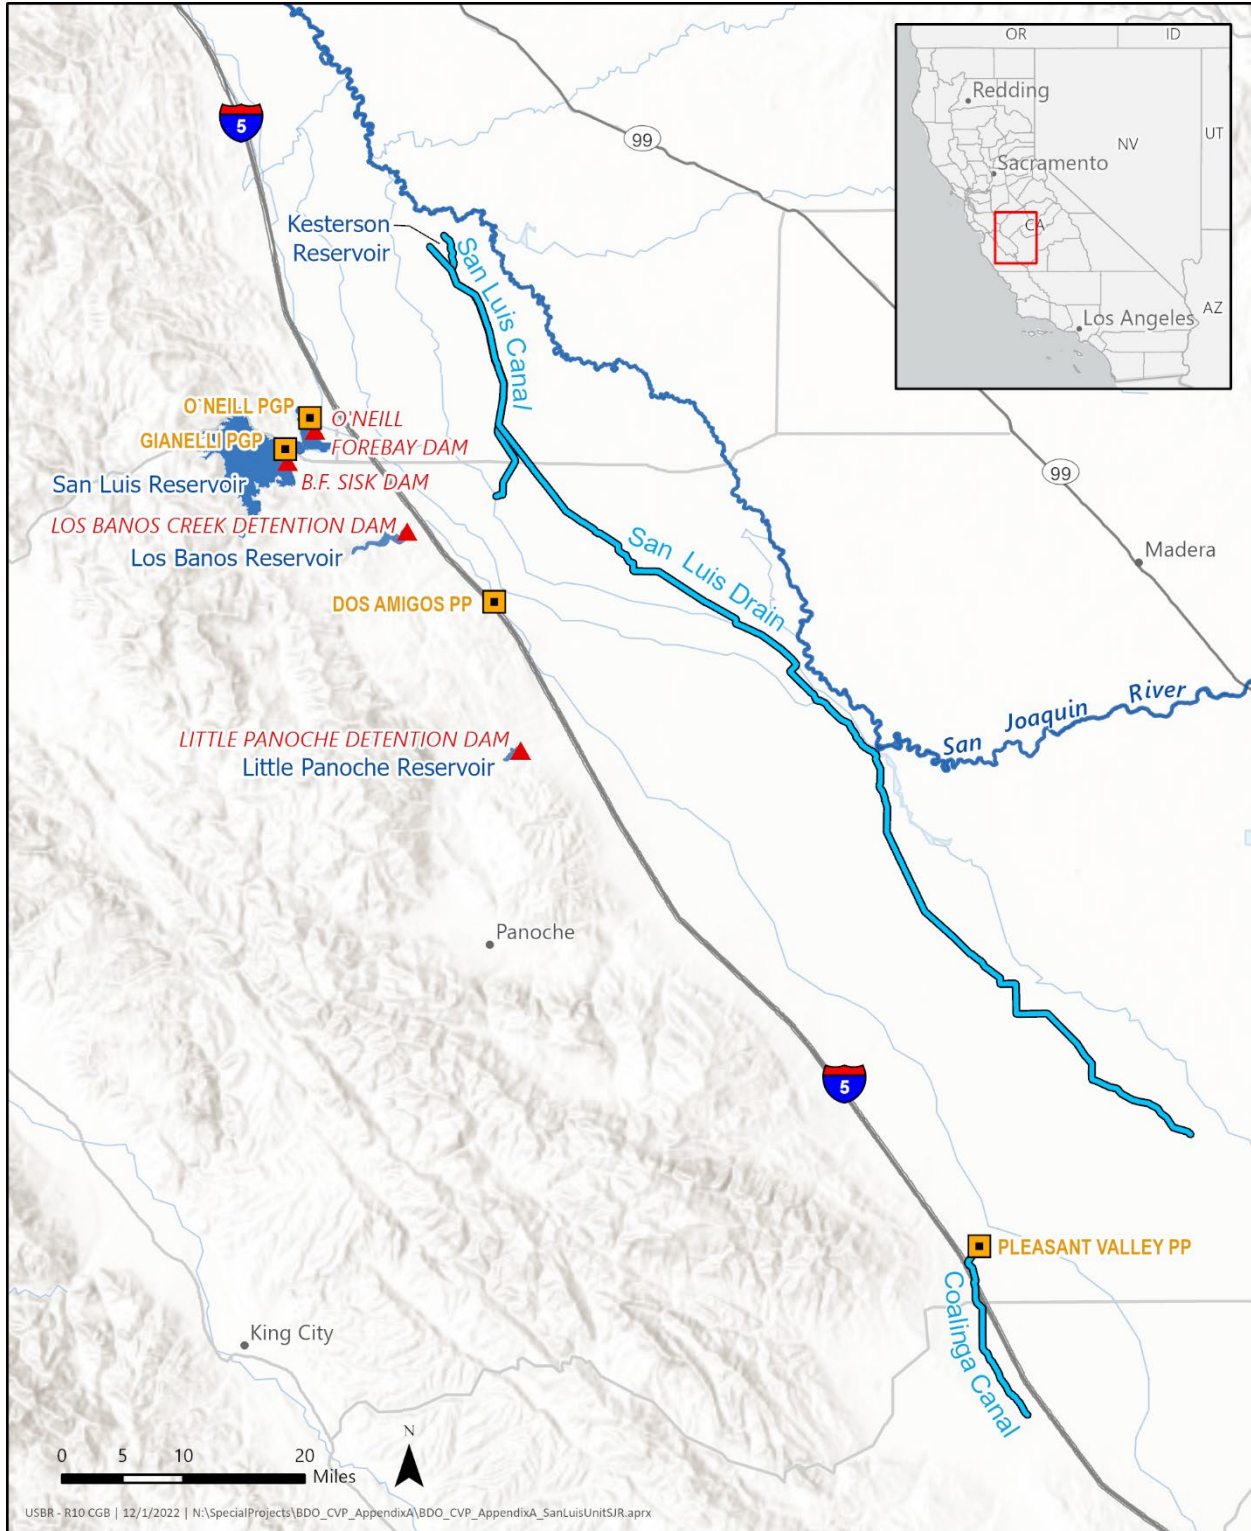 OR
ID
Redding
NV
UT
Sacramento
CA
Los Angeles
AZ
5
99
Kesterson
Reservoir
San Luis Canal
O'NEILL PGP
O'NEILL
FOREBAY DAM
GIANELLI PGP
B.F. SISK DAM
San Luis Reservoir
99
LOS BANOS CREEK DETENTION DAM
Los Banos Reservoir
San Luis Drain
Madera
DOS AMIGOS PP
San Joaquin River
LITTLE PANOCHE DETENTION DAM
Little Panoche Reservoir
Panoche
5
PLEASANT VALLEY PP
Coalinga Canal
King City
N
0 5 10 20
Miles
USBR - R10 CGB | 12/1/2022 | N:\SpecialProjects\BDO_CVP_AppendixA\BDO_CVP_AppendixA_SanLuisUnitSJR.aprx